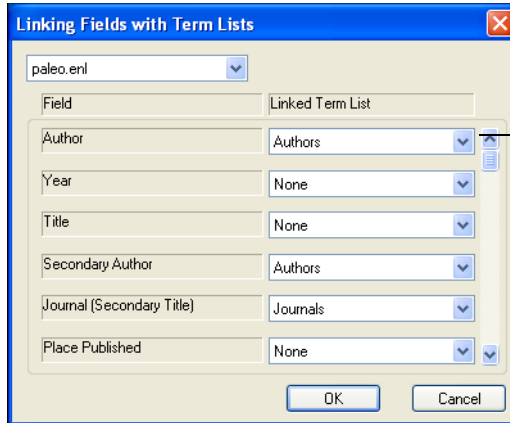 Linking Fields with Term Lists
paleo.enl
Field Linked Term List
Author Authors
Year None
Title None
Secondary Author Authors
Journal (Secondary Title) Journals
Place Published None
OK Cancel